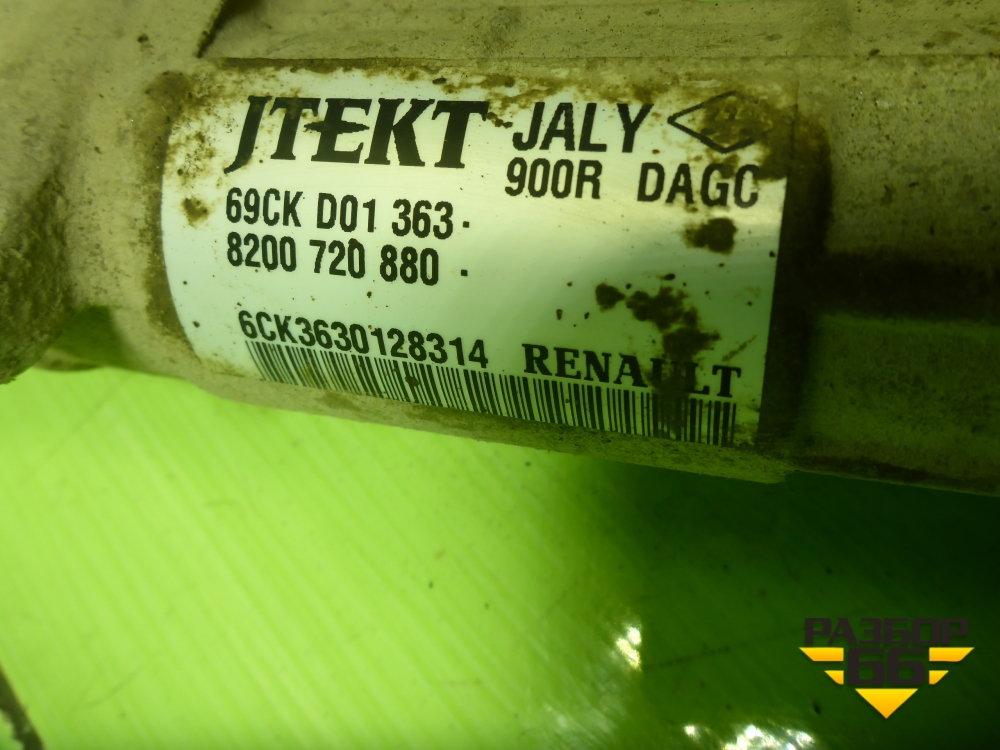 JTEKT JALY
900R DAGC
69CK D01 363
8200 720 880
6CK3630128314 RENAULT
РАЗБОР
66